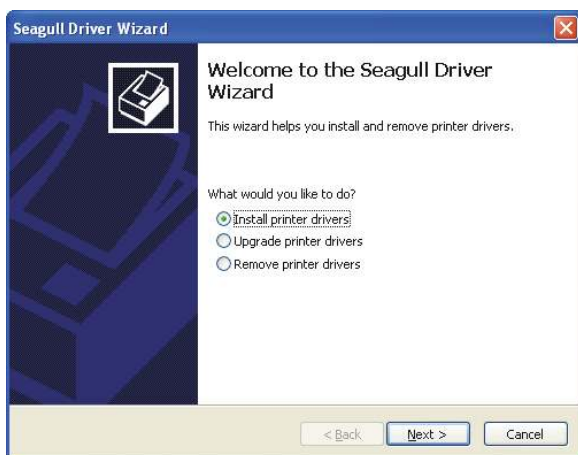 Seagull Driver Wizard
Welcome to the Seagull Driver
Wizard
This wizard helps you install and remove printer drivers.
What would you like to do?
Install printer drivers
Upgrade printer drivers
Remove printer drivers
< Back
Next >
Cancel